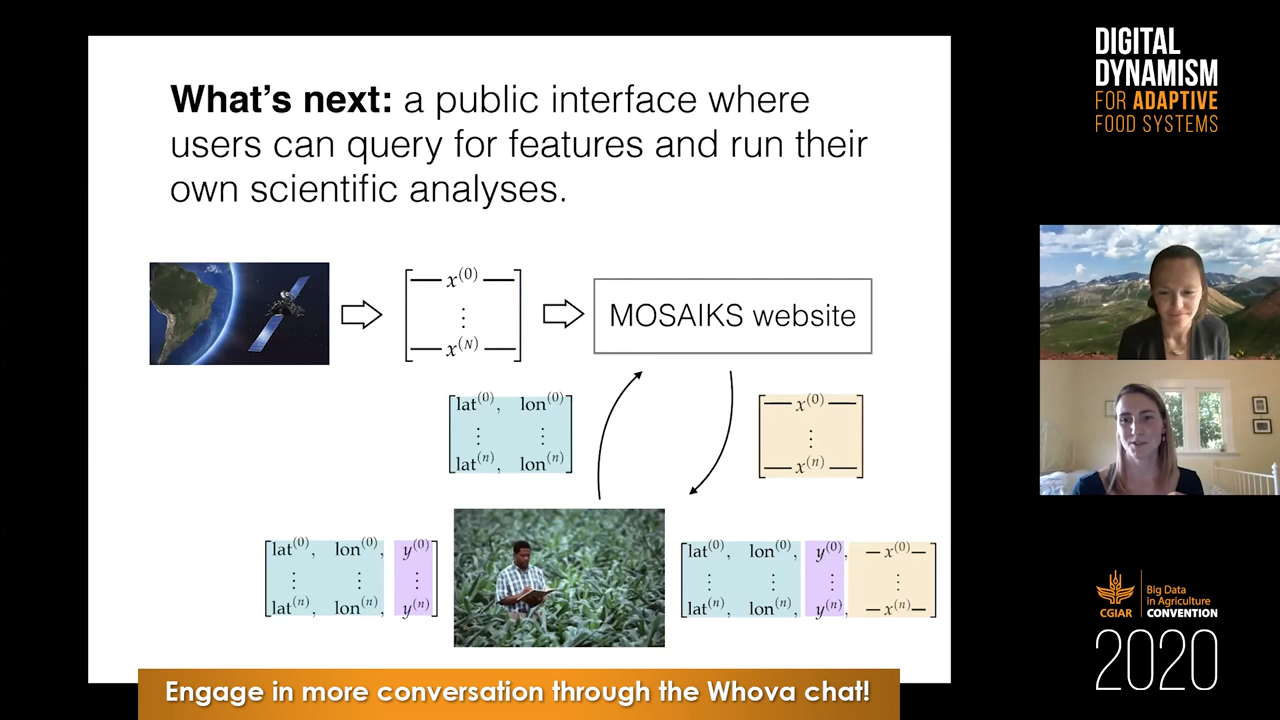 What's next: a public interface where
users can query for features and run their
own scientific analyses.
x⁽⁰⁾
⋮
x⁽ᴺ⁾
MOSAIKS website
lat⁽⁰⁾, lon⁽⁰⁾
⋮ ⋮
lat⁽ⁿ⁾, lon⁽ⁿ⁾
x⁽⁰⁾
⋮
x⁽ⁿ⁾
lat⁽⁰⁾, lon⁽⁰⁾, y⁽⁰⁾
⋮ ⋮ ⋮
lat⁽ⁿ⁾, lon⁽ⁿ⁾, y⁽ⁿ⁾
lat⁽⁰⁾, lon⁽⁰⁾, y⁽⁰⁾, x⁽⁰⁾
⋮ ⋮ ⋮ ⋮
lat⁽ⁿ⁾, lon⁽ⁿ⁾, y⁽ⁿ⁾, x⁽ⁿ⁾
Engage in more conversation through the Whova chat!
DIGITAL
DYNAMISM
FOR ADAPTIVE
FOOD SYSTEMS
CGIAR
Big Data
in Agriculture
CONVENTION
2020